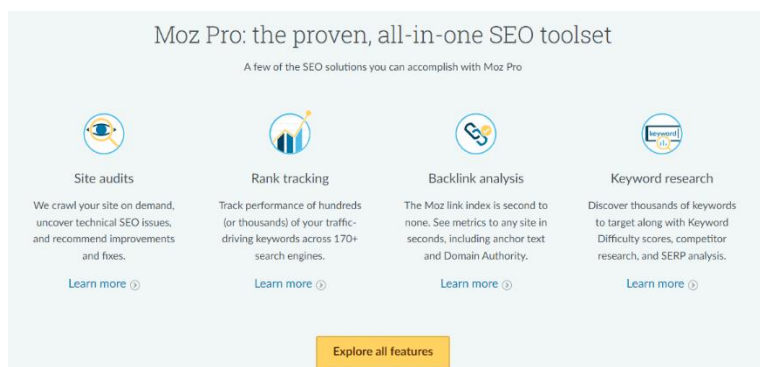 Moz Pro: the proven, all-in-one SEO toolset
A few of the SEO solutions you can accomplish with Moz Pro
Site audits
We crawl your site on demand,
uncover technical SEO issues,
and recommend improvements
and fixes.
Learn more
Rank tracking
Track performance of hundreds
(or thousands) of your traffic-
driving keywords across 170+
search engines.
Learn more
Backlink analysis
The Moz link index is second to
none. See metrics to any site in
seconds, including anchor text
and Domain Authority.
Learn more
keyword
Keyword research
Discover thousands of keywords
to target along with Keyword
Difficulty scores, competitor
research, and SERP analysis.
Learn more
Explore all features